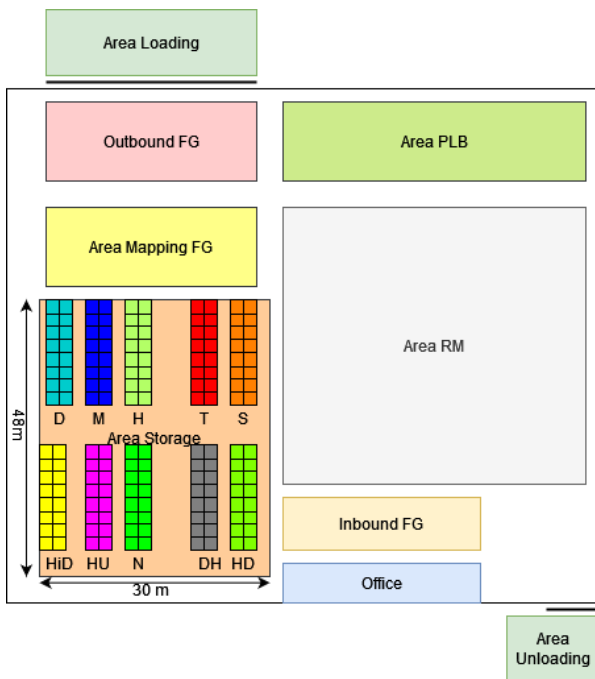 Area Loading
Outbound FG
Area PLB
Area Mapping FG
Area RM
48m
D M H T S
Area Storage
HiD HU N DH HD
30 m
Inbound FG
Office
Area
Unloading